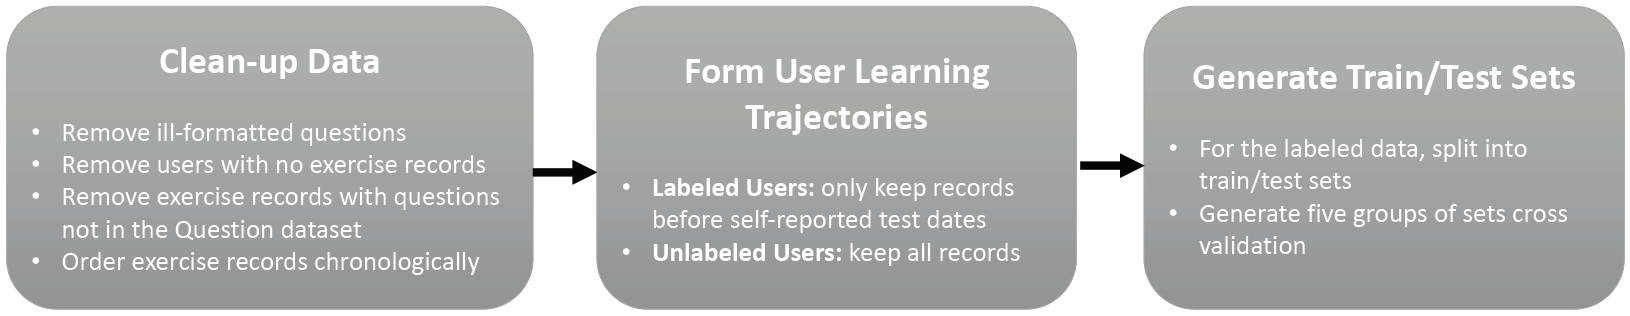 Clean-up Data
• Remove ill-formatted questions
• Remove users with no exercise records
• Remove exercise records with questions
not in the Question dataset
• Order exercise records chronologically
Form User Learning
Trajectories
• Labeled Users: only keep records
before self-reported test dates
• Unlabeled Users: keep all records
Generate Train/Test Sets
• For the labeled data, split into
train/test sets
• Generate five groups of sets cross
validation